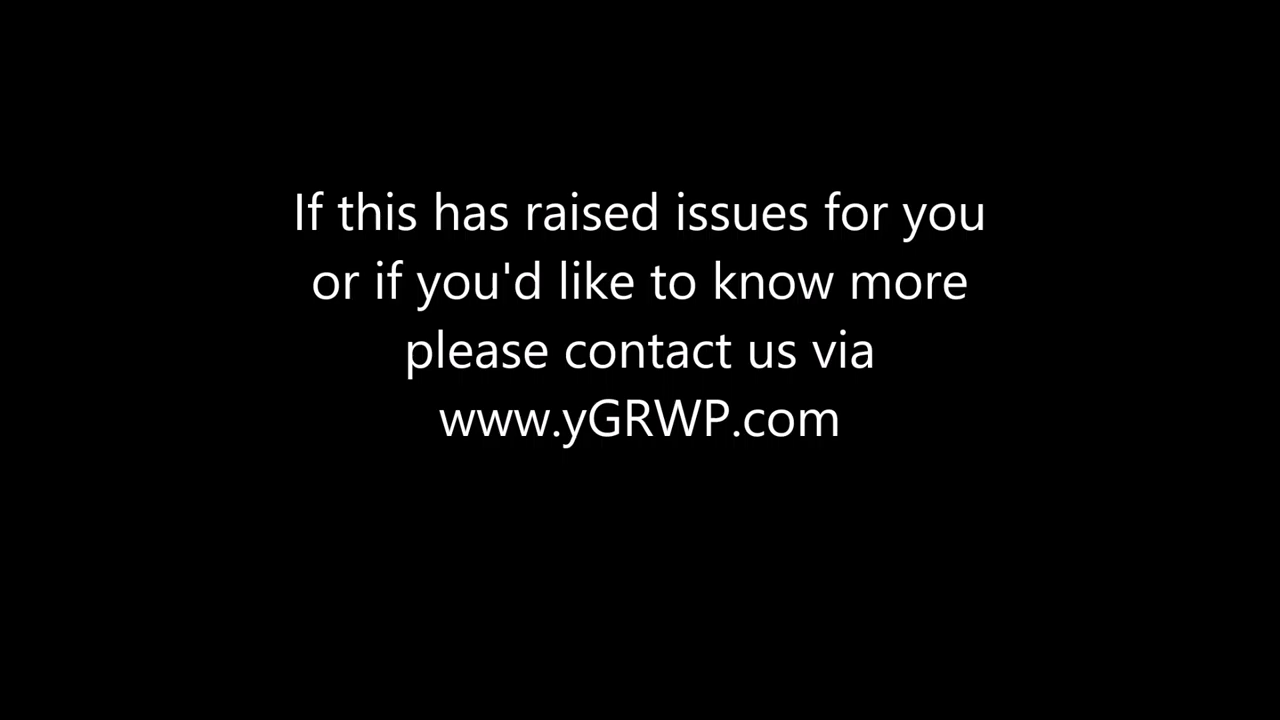 If this has raised issues for you
or if you'd like to know more
please contact us via
www.yGRWP.com